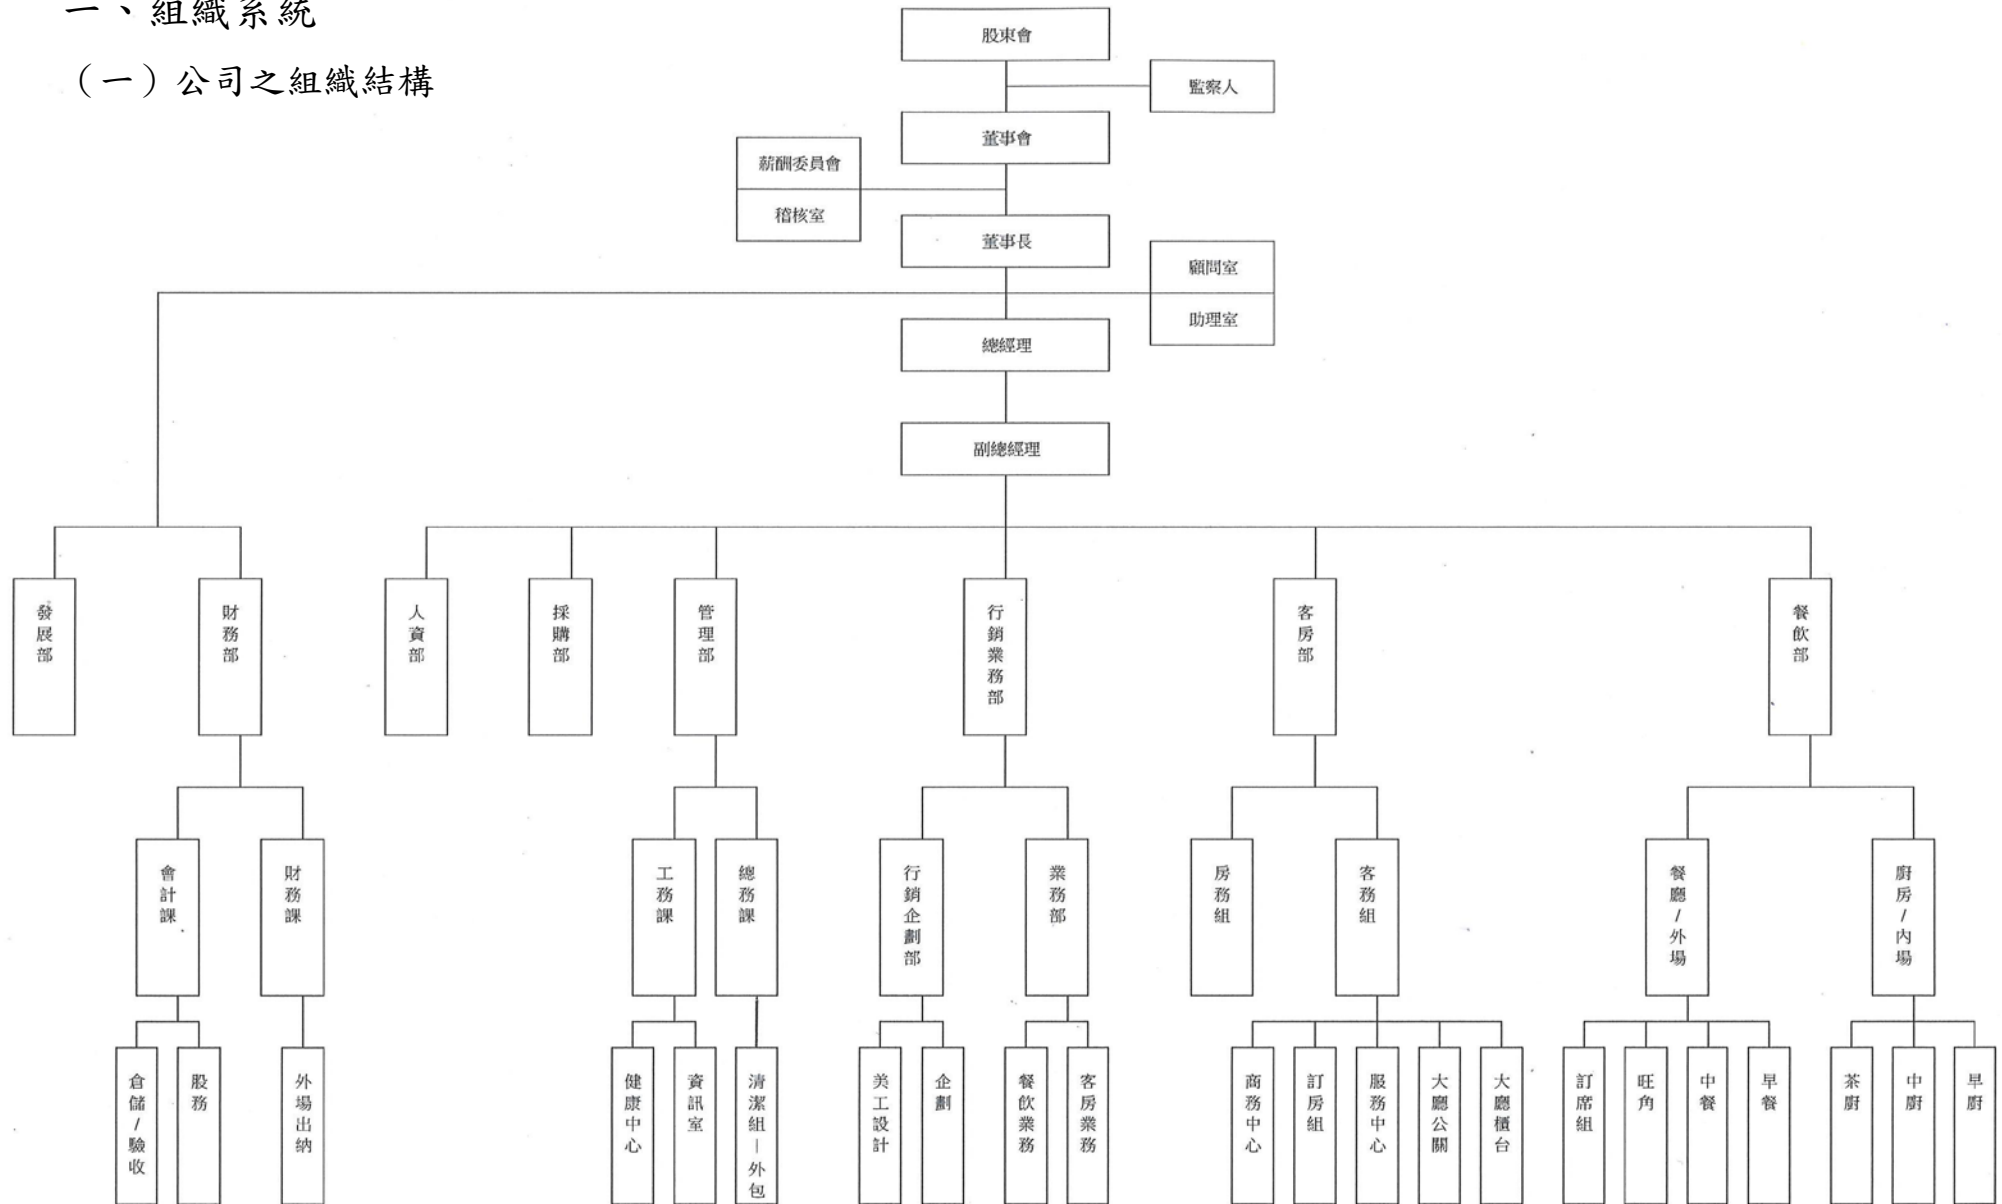 一、組織系統
（一）公司之組織結構
股東會
監察人
董事會
薪酬委員會
稽核室
董事長
顧問室
助理室
總經理
副總經理
發展部
財務部
人資部
採購部
管理部
行銷業務部
客房部
餐飲部
會計課
財務課
工務課
總務課
行銷企劃部
業務部
房務組
客務組
餐廳/外場
廚房/內場
倉儲/驗收
股務
外場出納
健康中心
資訊室
清潔組—外包
美工設計
企劃
餐飲業務
客房業務
商務中心
訂房組
服務中心
大廳公關
大廳櫃台
訂席組
旺角
中餐
早餐
茶廚
中廚
早廚